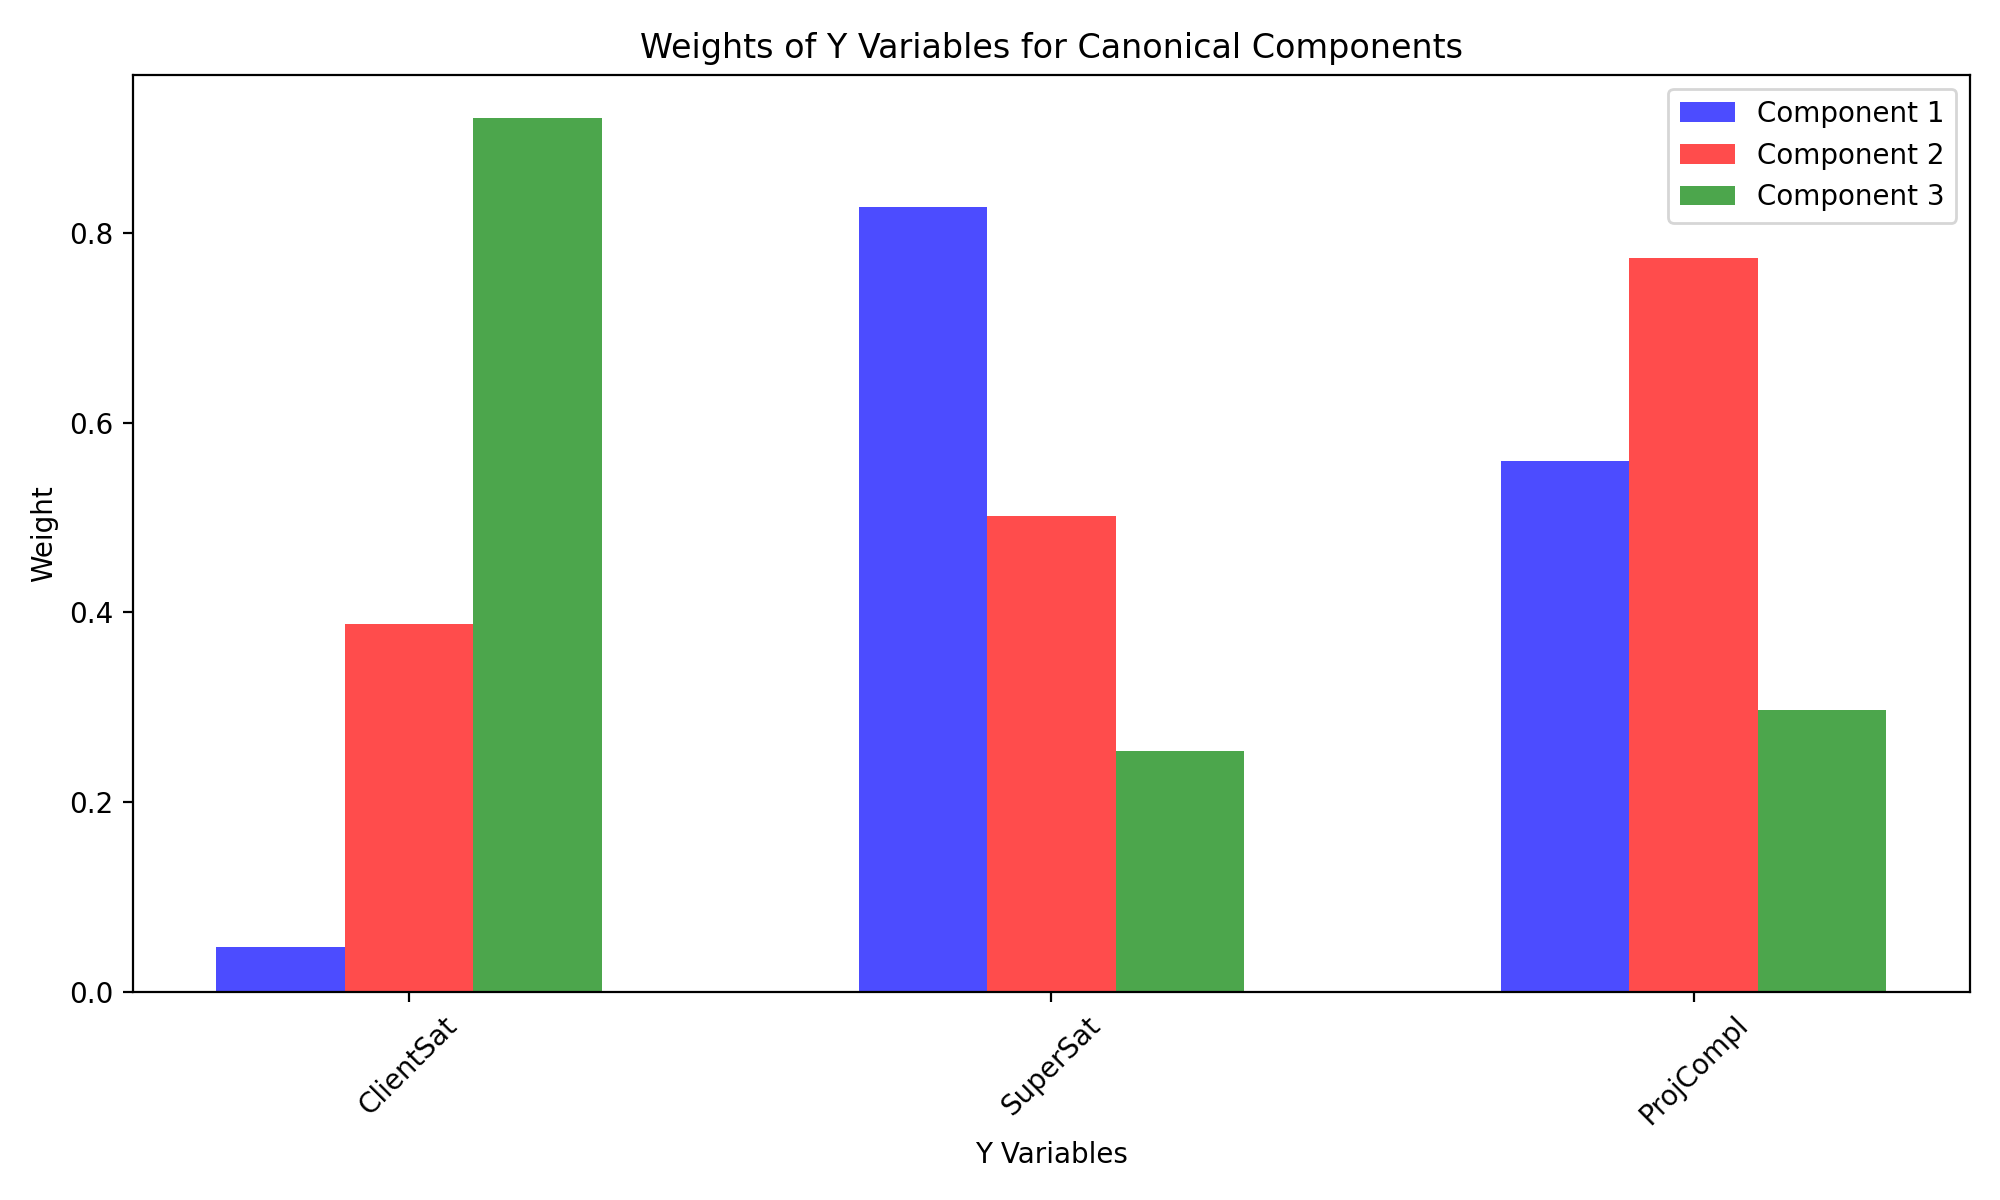 Weights of Y Variables for Canonical Components
Component 1
Component 2
Component 3
0.8
0.6
0.4
0.2
0.0
Weight
ClientSat
SuperSat
ProjCompl
Y Variables